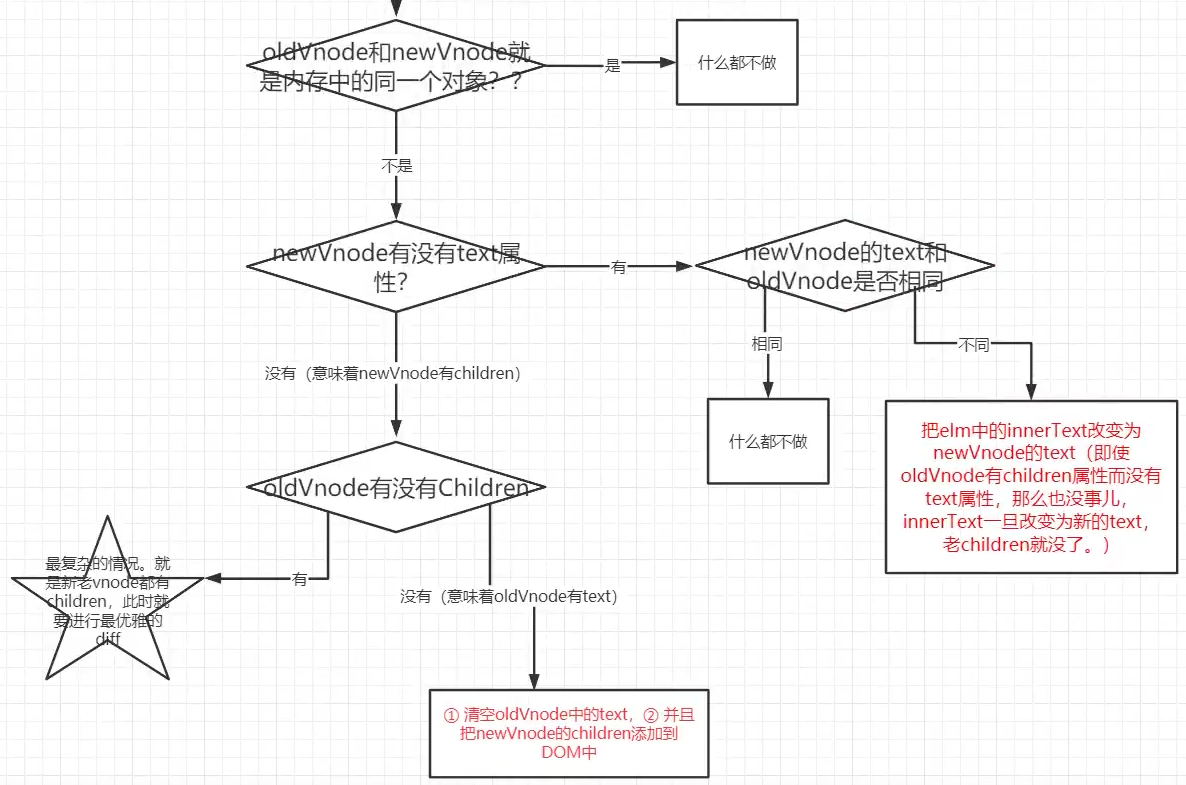 oldVnode和newVnode就
是内存中的同一个对象？？
是
什么都不做
不是
newVnode有没有text属
性？
有
newVnode的text和
oldVnode是否相同
相同
不同
没有（意味着newVnode有children）
什么都不做
把elm中的innerText改变为
newVnode的text（即使
oldVnode有children属性而没有
text属性，那么也没事儿，
innerText一旦改变为新的text，
老children就没了。）
oldVnode有没有Children
有
最复杂的情况。就
是新老vnode都有
children，此时就
要进行最优雅的
diff
没有（意味着oldVnode有text）
① 清空oldVnode中的text，② 并且
把newVnode的children添加到
DOM中